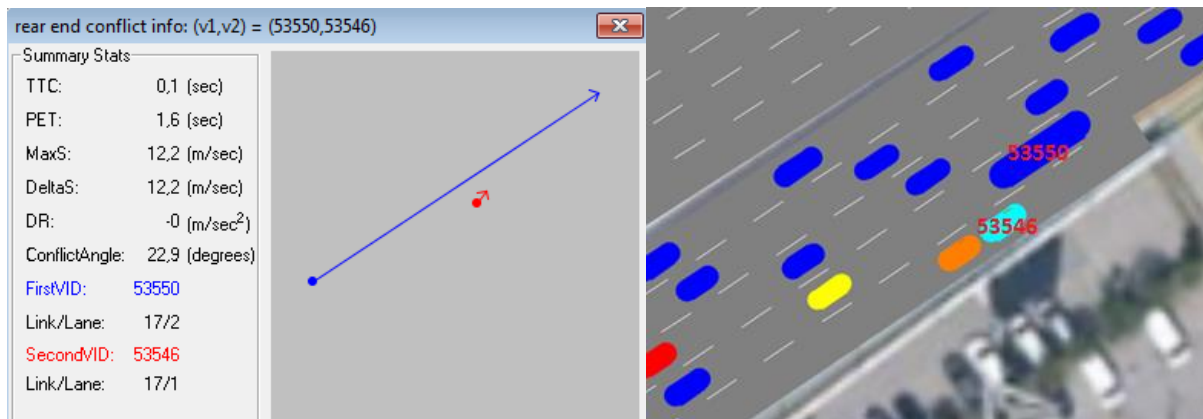 rear end conflict info: (v1,v2) = (53550,53546)
Summary Stats
TTC: 0,1 (sec)
PET: 1,6 (sec)
MaxS: 12,2 (m/sec)
DeltaS: 12,2 (m/sec)
DR: -0 (m/sec²)
ConflictAngle: 22,9 (degrees)
FirstVID: 53550
Link/Lane: 17/2
SecondVID: 53546
Link/Lane: 17/1
53550
53546